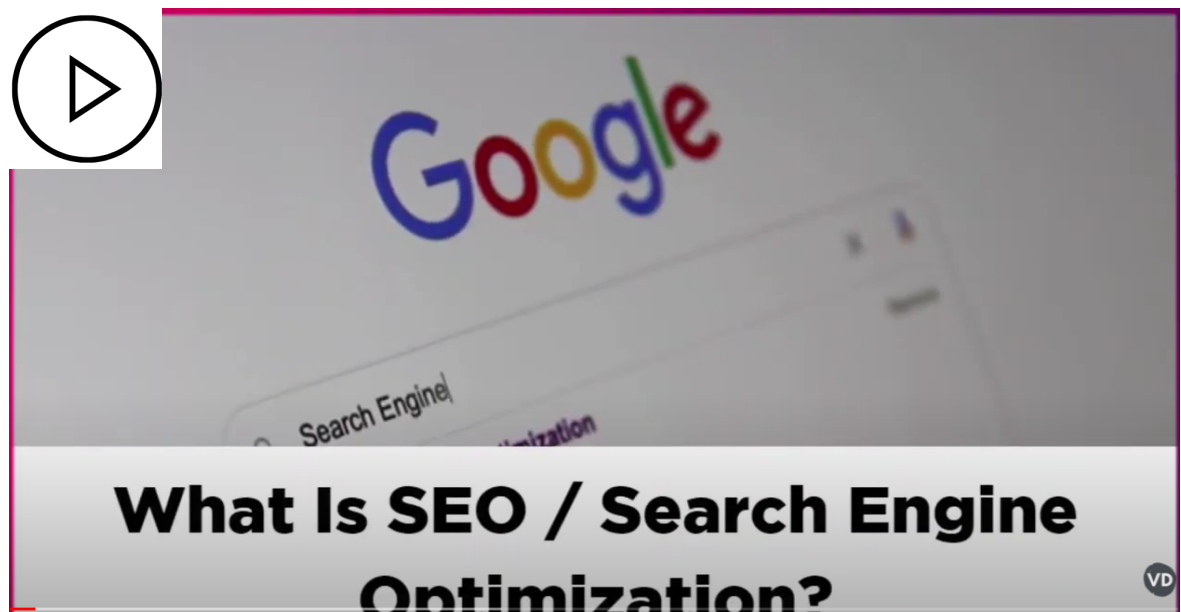 Google
Search Engine
What Is SEO / Search Engine
Optimization?
VD